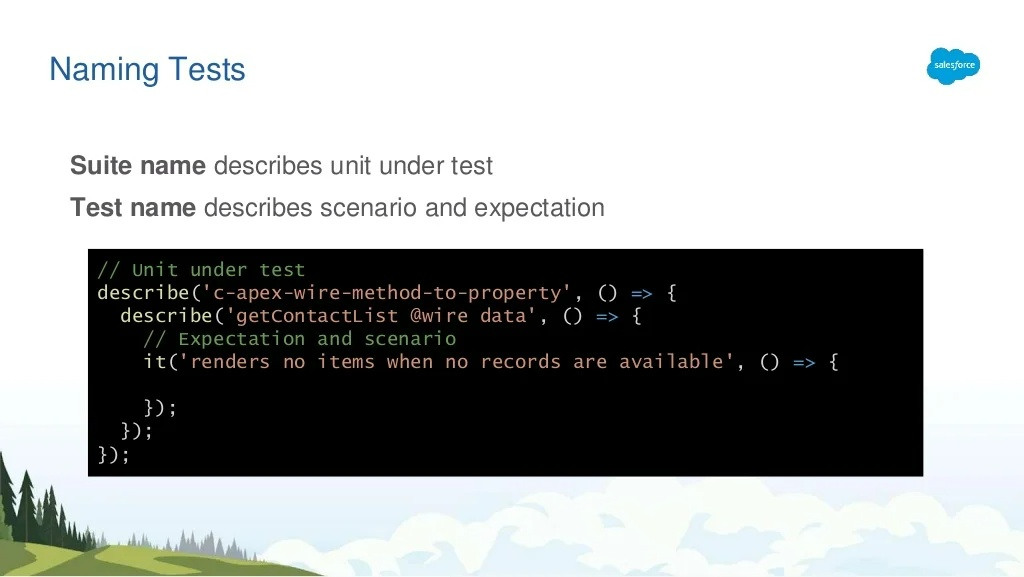 Naming Tests
salesforce
Suite name describes unit under test
Test name describes scenario and expectation
// Unit under test
describe('c-apex-wire-method-to-property', () => {
  describe('getContactList @wire data', () => {
    // Expectation and scenario
    it('renders no items when no records are available', () => {
    });
  });
});